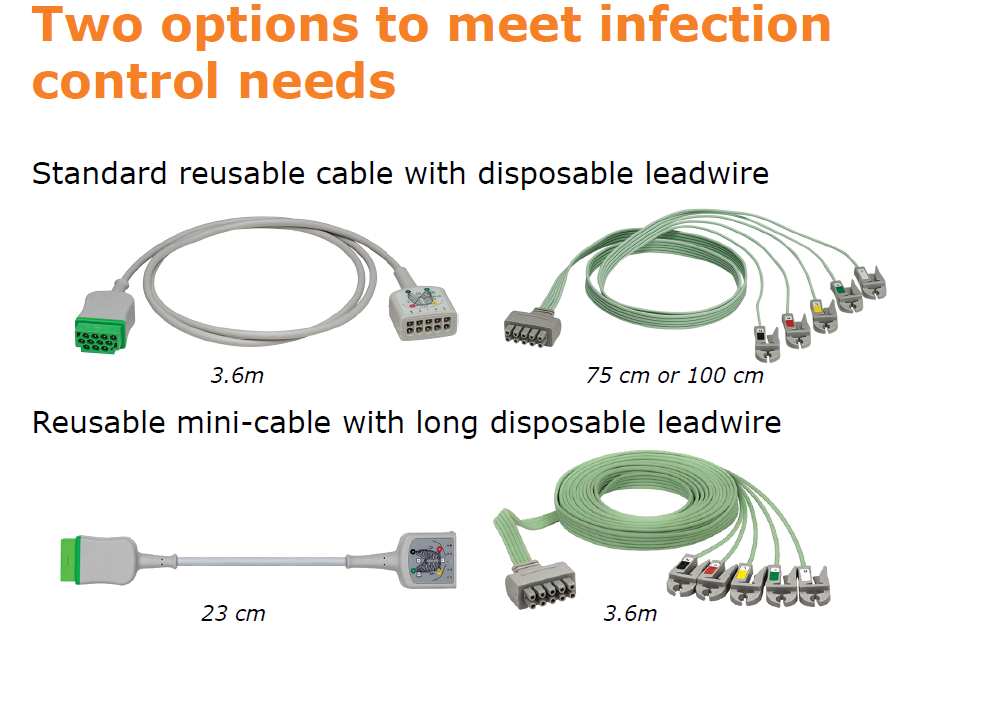 Two options to meet infection
control needs
Standard reusable cable with disposable leadwire
3.6m
75 cm or 100 cm
Reusable mini-cable with long disposable leadwire
23 cm
3.6m